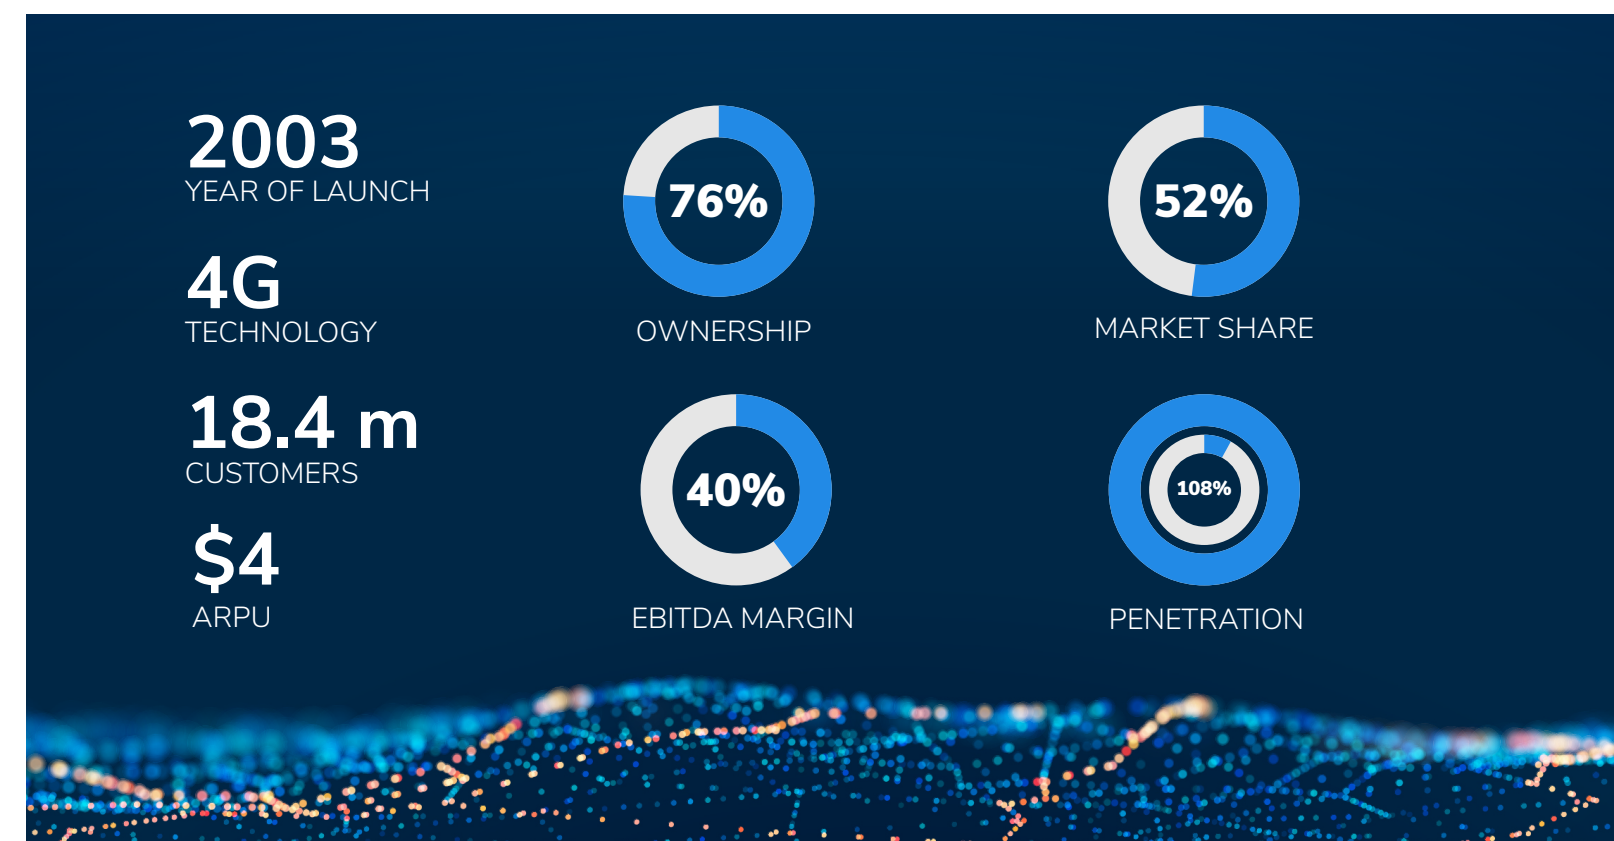 2003
YEAR OF LAUNCH
4G
TECHNOLOGY
18.4 m
CUSTOMERS
$4
ARPU
76%
OWNERSHIP
52%
MARKET SHARE
40%
EBITDA MARGIN
108%
PENETRATION